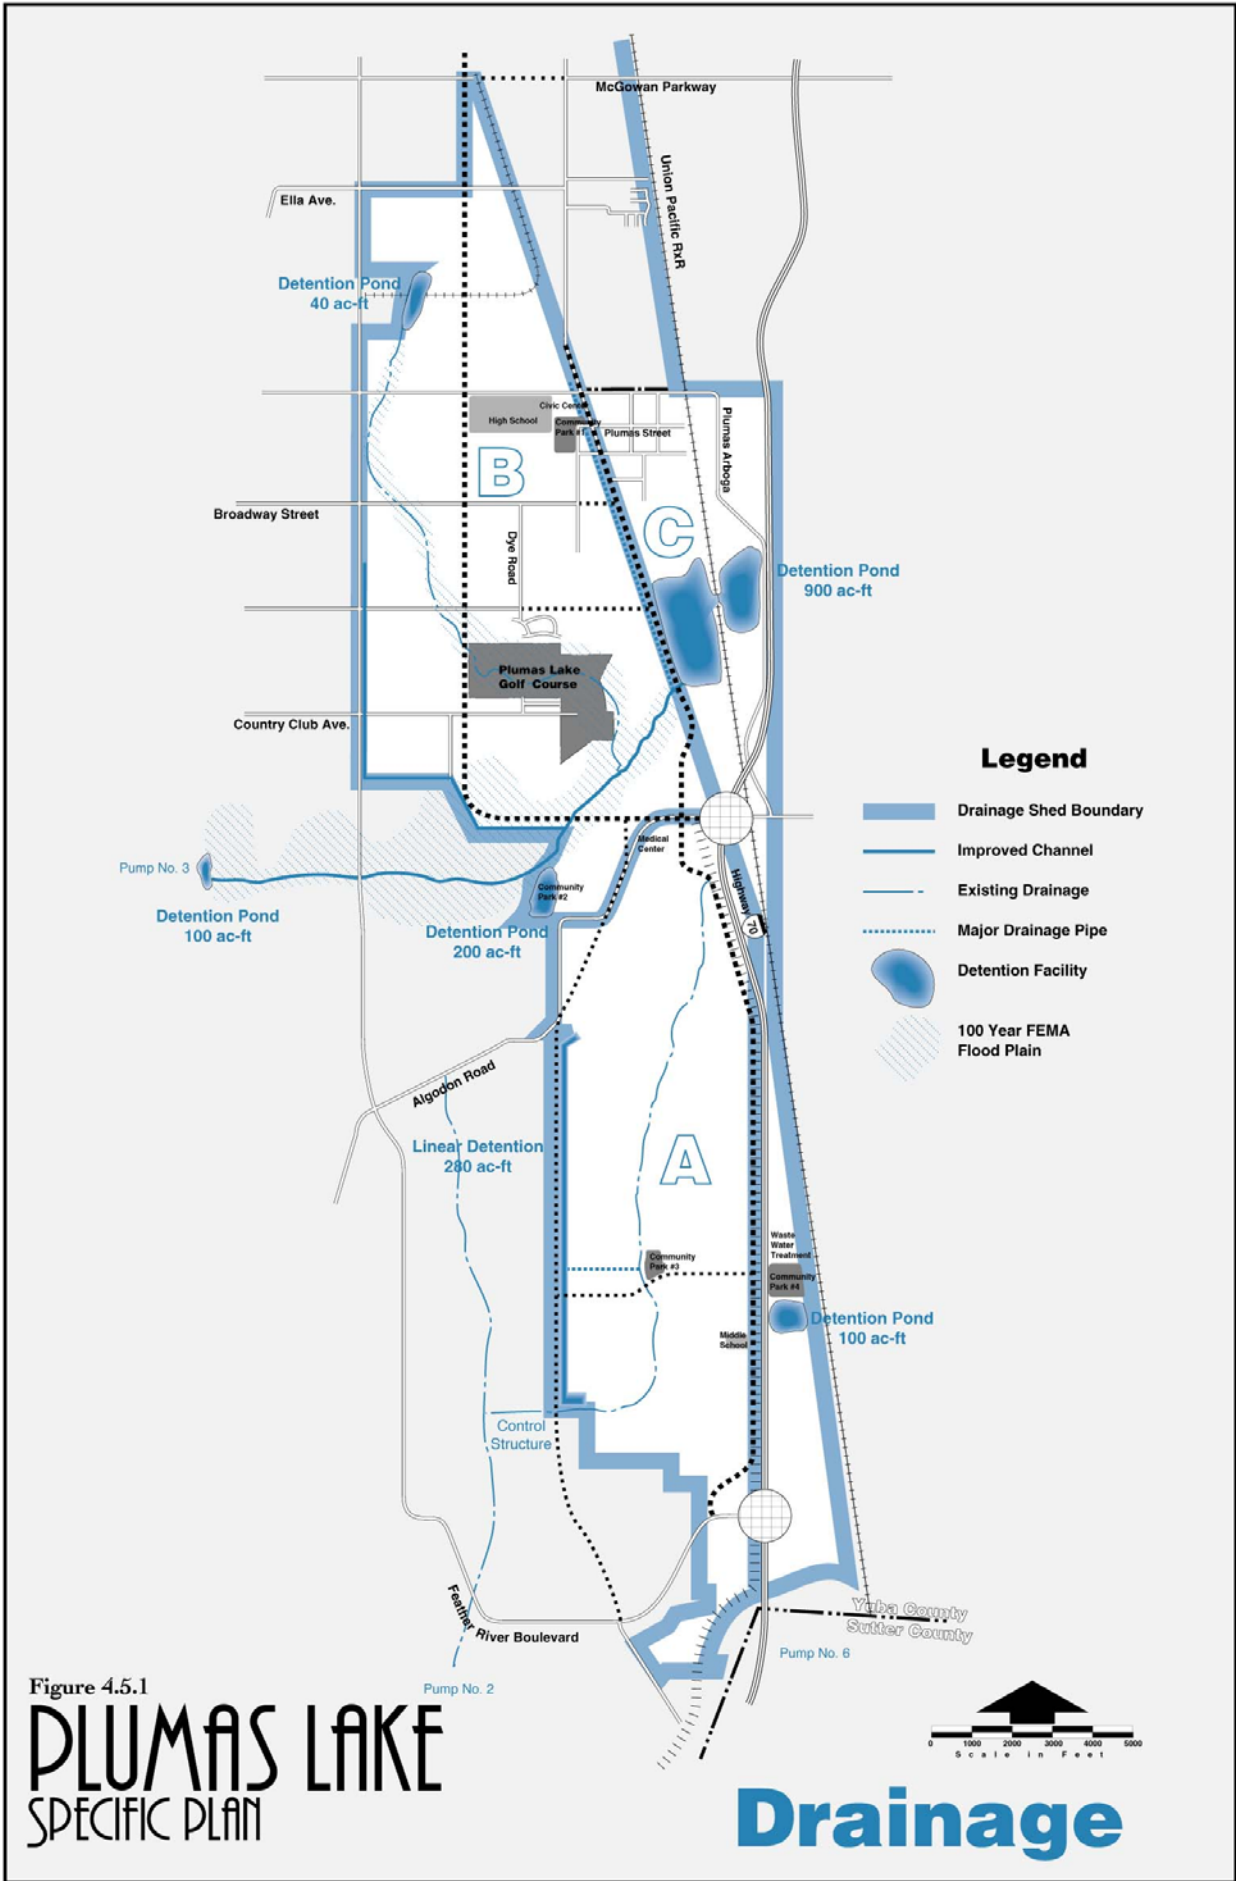 McGowan Parkway
Union Pacific RxR
Ella Ave.
Detention Pond
40 ac-ft
Civic Center
High School
Community
Park #1
Plumas Street
Plumas Arboga
B
Broadway Street
Dye Road
C
Detention Pond
900 ac-ft
Plumas Lake
Golf Course
Country Club Ave.
Legend
Drainage Shed Boundary
Improved Channel
Existing Drainage
Major Drainage Pipe
Detention Facility
100 Year FEMA
Flood Plain
Medical
Center
Pump No. 3
Detention Pond
100 ac-ft
Community
Park #2
Detention Pond
200 ac-ft
Highway
70
Algodon Road
Linear Detention
280 ac-ft
A
Waste
Water
Treatment
Community
Park #3
Community
Park #4
Detention Pond
100 ac-ft
Middle
School
Control
Structure
Feather River Boulevard
Yuba County
Sutter County
Pump No. 6
Pump No. 2
Figure 4.5.1
PLUMAS LAKE
SPECIFIC PLAN
0 1000 2000 3000 4000 5000
Scale in Feet
Drainage